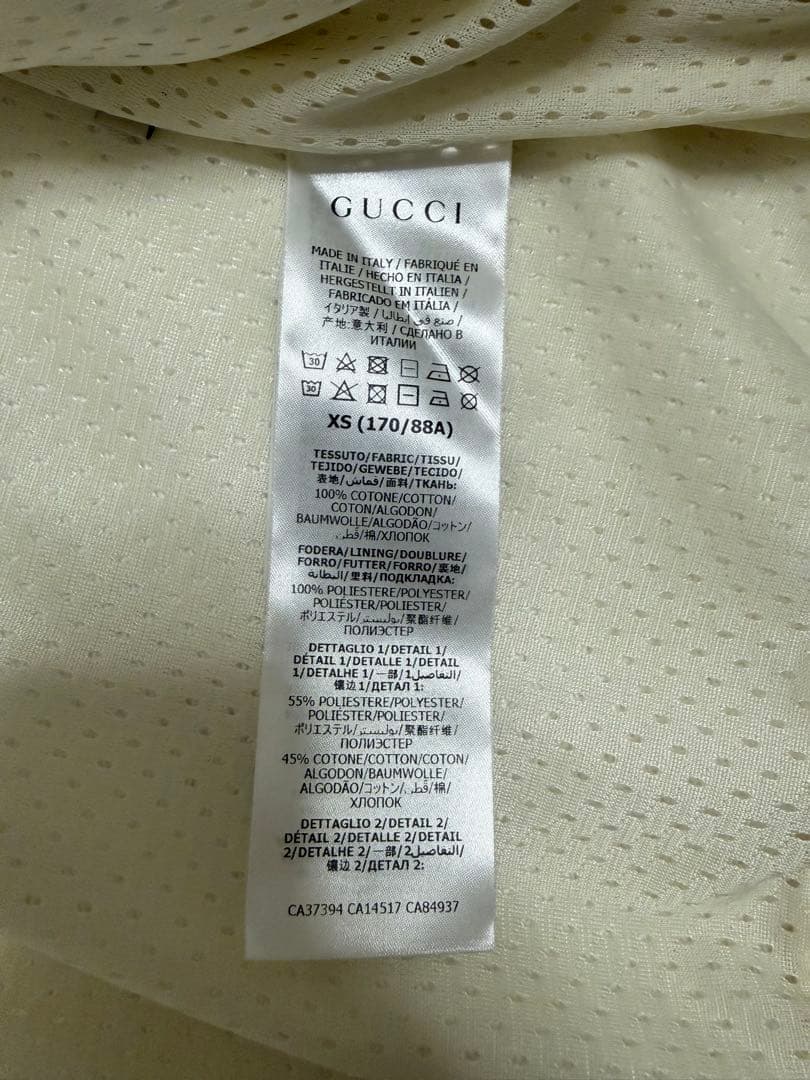 GUCCI
MADE IN ITALY / FABRIQUÉ EN
ITALIE / HECHO EN ITALIA /
HERGESTELLT IN ITALIEN /
FABRICADO EM ITÁLIA /
イタリア製 / صنع في إيطاليا /
产地:意大利 / СДЕЛАНО В
ИТАЛИИ
30
30
XS (170/88A)
TESSUTO/FABRIC/TISSU/
TEJIDO/GEWEBE/TECIDO/
表地/قماش/面料/ТКАНЬ:
100% COTONE/COTTON/
COTON/ALGODON/
BAUMWOLLE/ALGODÃO/コットン/
قطن/棉/ХЛОПОК
FODERA/LINING/DOUBLURE/
FORRO/FUTTER/FORRO/裏地/
البطانة/里料/ПОДКЛАДКА:
100% POLIESTERE/POLYESTER/
POLIÉSTER/POLIESTER/
ポリエステル/بوليستر/聚酯纤维/
ПОЛИЭСТЕР
DETTAGLIO 1/DETAIL 1/
DÉTAIL 1/DETALLE 1/DETAIL
1/DETALHE 1/一部/التفاصيل1/
镶边 1/ДЕТАЛ 1:
55% POLIESTERE/POLYESTER/
POLIÉSTER/POLIESTER/
ポリエステル/بوليستر/聚酯纤维/
ПОЛИЭСТЕР
45% COTONE/COTTON/COTON/
ALGODON/BAUMWOLLE/
ALGODÃO/コットン/قطن/棉/
ХЛОПОК
DETTAGLIO 2/DETAIL 2/
DÉTAIL 2/DETALLE 2/DETAIL
2/DETALHE 2/一部/التفاصيل2/
镶边 2/ДЕТАЛ 2:
CA37394 CA14517 CA84937